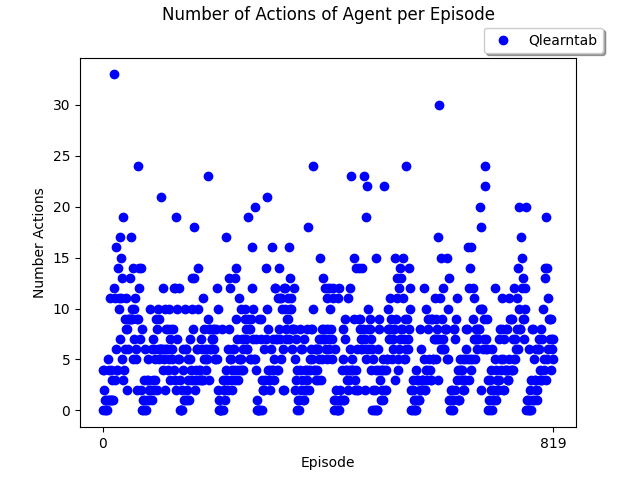 Number of Actions of Agent per Episode
Qlearntab
30
25
20
15
10
5
0
Number Actions
0 819
Episode